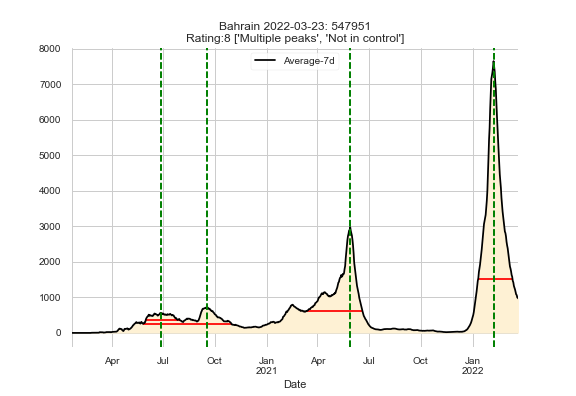 Bahrain 2022-03-23: 547951
Rating:8 ['Multiple peaks', 'Not in control']
Average-7d
8000
7000
6000
5000
4000
3000
2000
1000
0
Apr Jul Oct Jan Apr Jul Oct Jan
2021 2022
Date